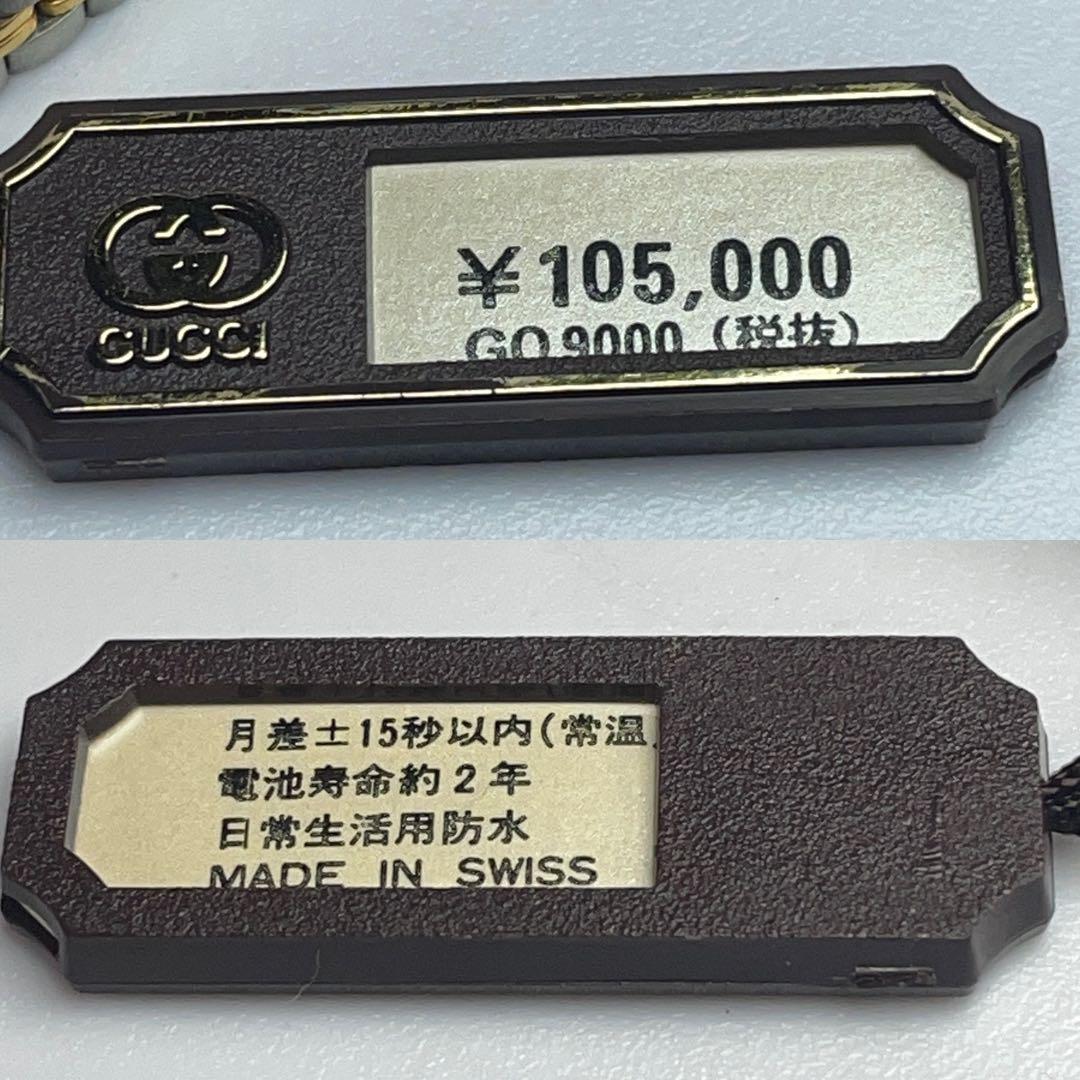 GUCCI
¥105,000
GQ 9000 (税抜)
月差±15秒以内(常温
電池寿命約2年
日常生活用防水
MADE IN SWISS